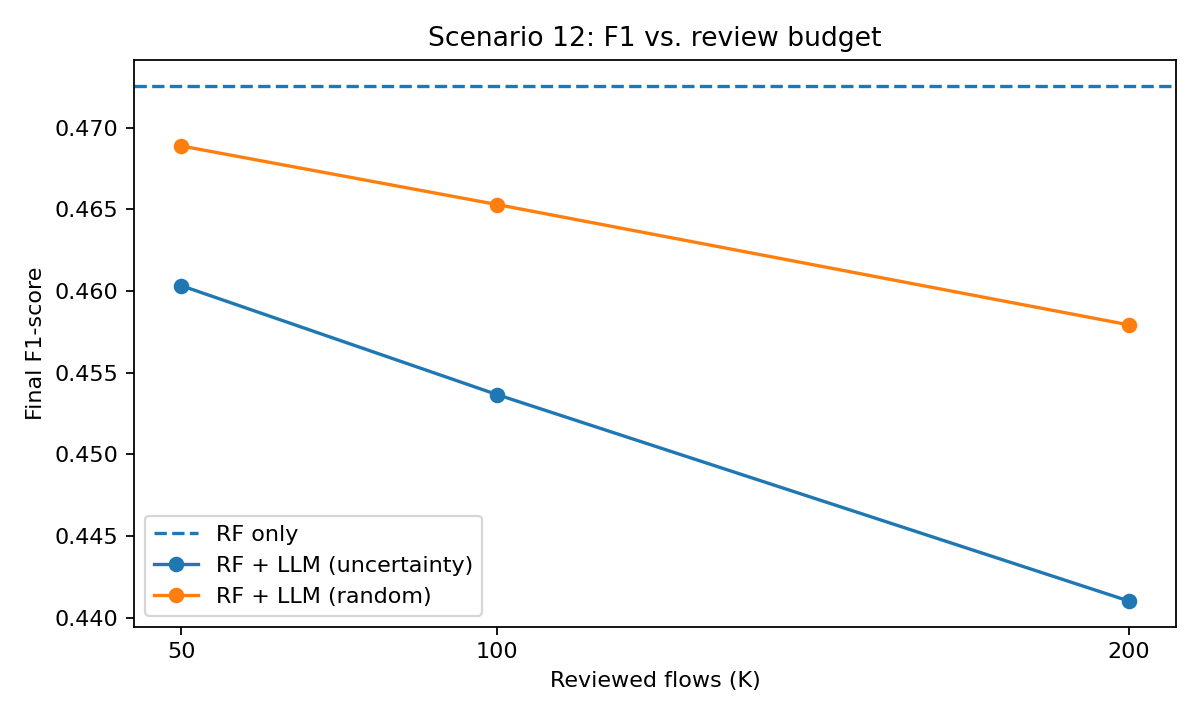 Scenario 12: F1 vs. review budget
Final F1-score
0.470
0.465
0.460
0.455
0.450
0.445
0.440
RF only
RF + LLM (uncertainty)
RF + LLM (random)
50
100
200
Reviewed flows (K)